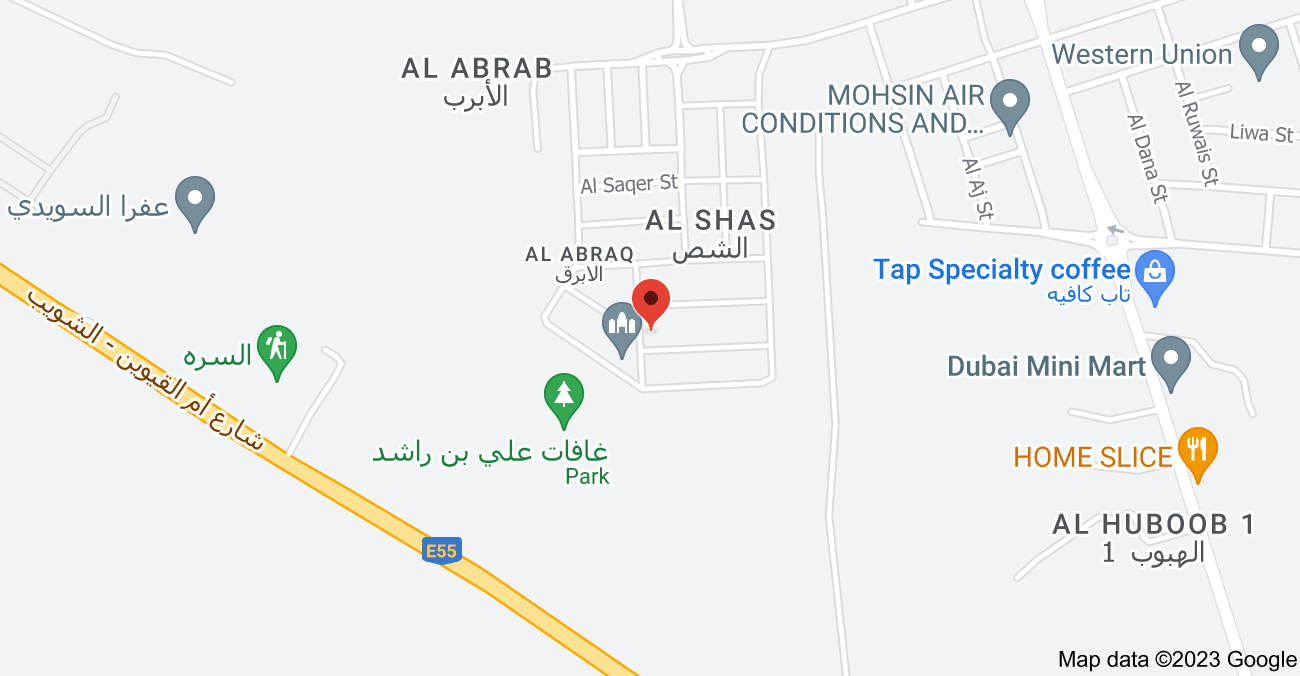 Western Union
AL ABRAB
الأبرب
MOHSIN AIR
CONDITIONS AND...
Al Ruwais St
Al Dana St
Liwa St
Al Aj St
Al Saqer St
عفرا السويدي
AL SHAS
الشص
AL ABRAQ
الابرق
Tap Specialty coffee
تاب كافيه
شارع أم القيوين - الشويب
السره
Dubai Mini Mart
غافات علي بن راشد
Park
HOME SLICE
AL HUBOOB 1
الهبوب 1
E55
Map data ©2023 Google